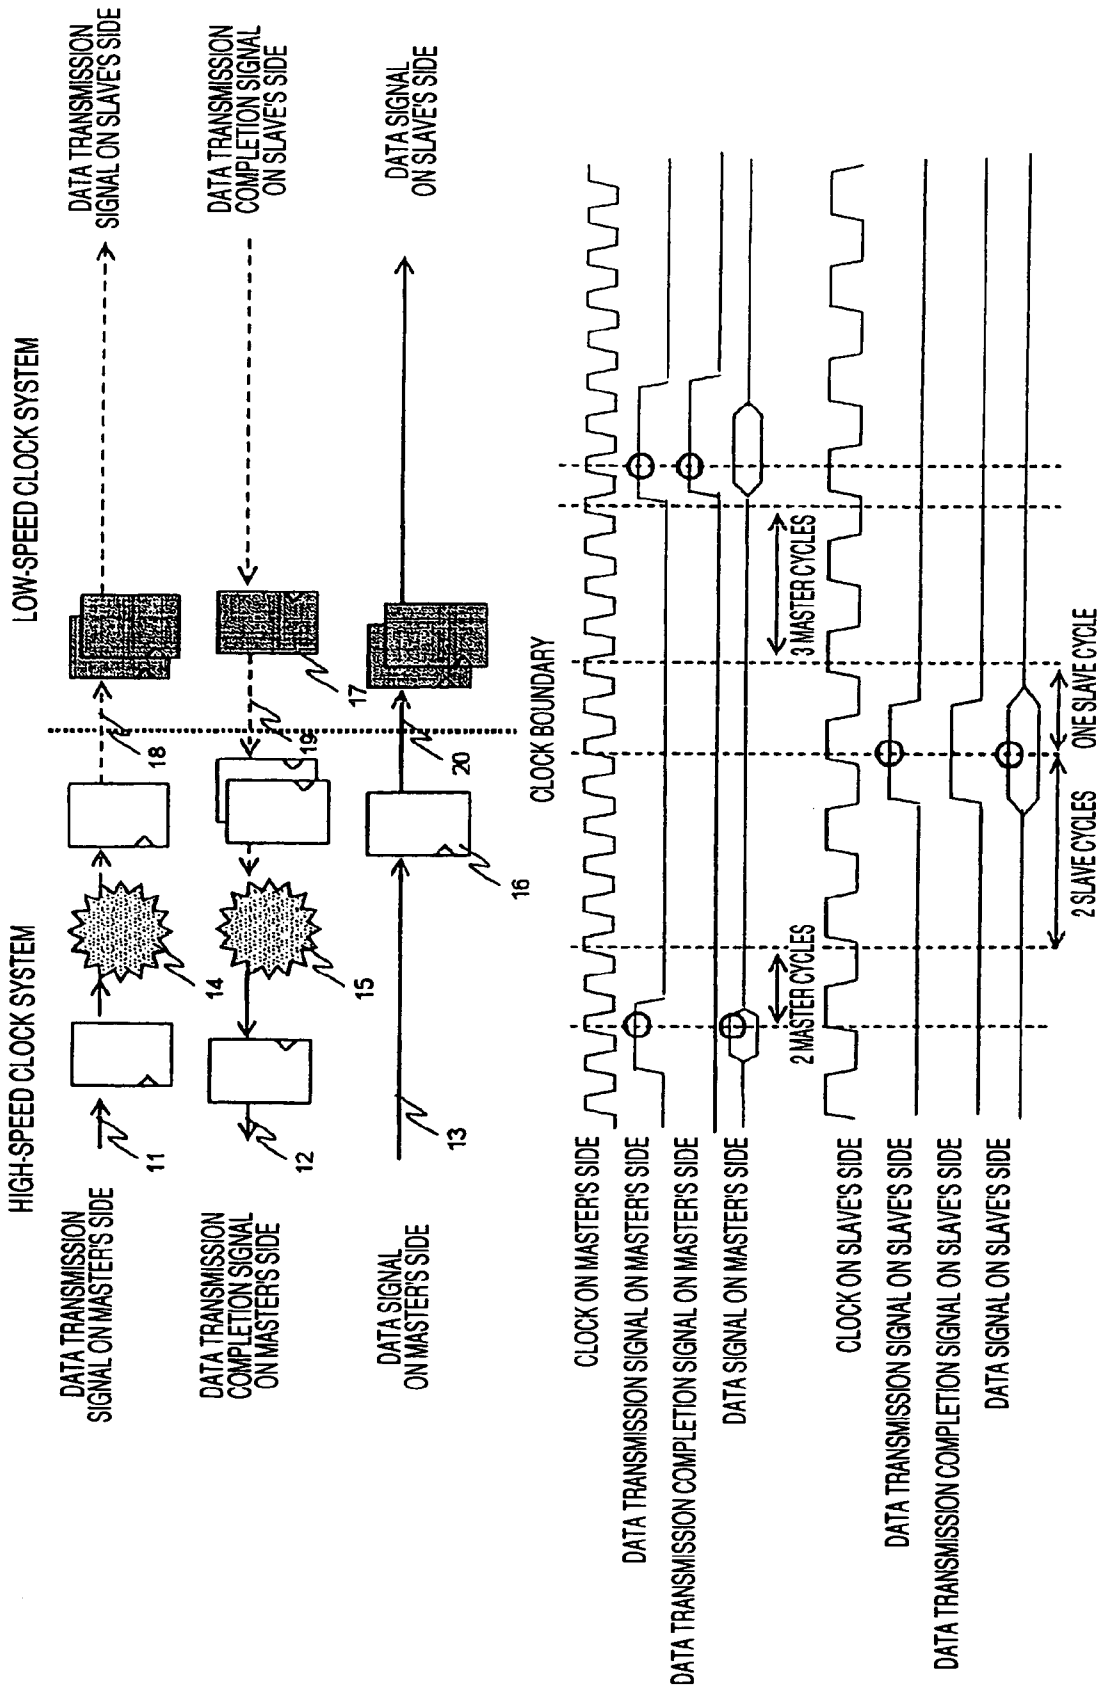 HIGH-SPEED CLOCK SYSTEM
LOW-SPEED CLOCK SYSTEM
DATA TRANSMISSION
SIGNAL ON MASTER'S SIDE
11
14
18
DATA TRANSMISSION
SIGNAL ON SLAVE'S SIDE
DATA TRANSMISSION
COMPLETION SIGNAL
ON MASTER'S SIDE
12
15
19
17
DATA TRANSMISSION
COMPLETION SIGNAL
ON SLAVE'S SIDE
DATA SIGNAL
ON MASTER'S SIDE
13
16
20
DATA SIGNAL
ON SLAVE'S SIDE
CLOCK BOUNDARY
CLOCK ON MASTER'S SIDE
DATA TRANSMISSION SIGNAL ON MASTER'S SIDE
DATA TRANSMISSION COMPLETION SIGNAL ON MASTER'S SIDE
DATA SIGNAL ON MASTER'S SIDE
2 MASTER CYCLES
3 MASTER CYCLES
CLOCK ON SLAVE'S SIDE
DATA TRANSMISSION SIGNAL ON SLAVE'S SIDE
DATA TRANSMISSION COMPLETION SIGNAL ON SLAVE'S SIDE
DATA SIGNAL ON SLAVE'S SIDE
2 SLAVE CYCLES
ONE SLAVE CYCLE